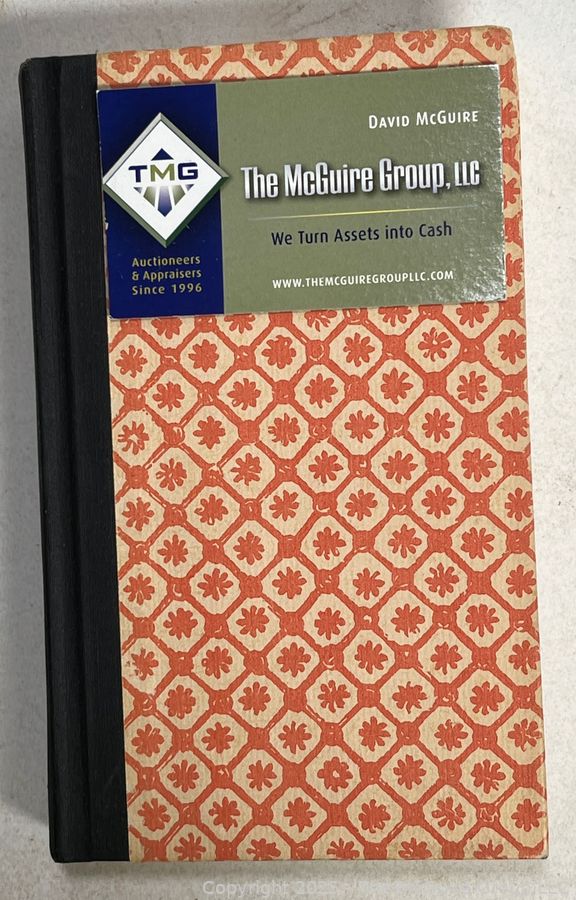 DAVID MCGUIRE
TMG
The McGuire Group, LLC
We Turn Assets into Cash
Auctioneers
& Appraisers
Since 1996
WWW.THEMCGUIREGROUPLLC.COM
Copyright